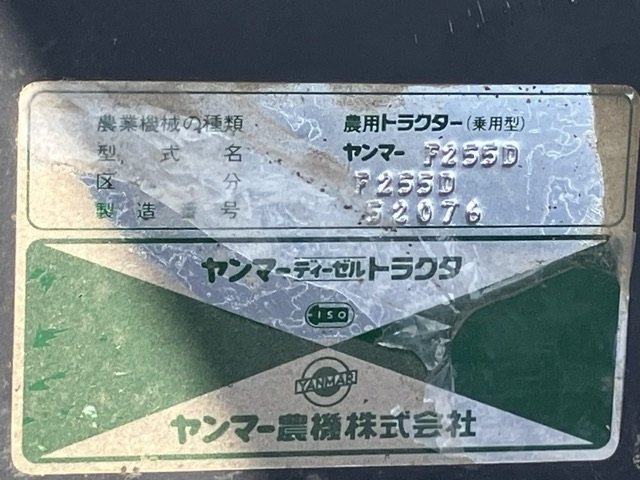 農業機械の種類 農用トラクター(乗用型)
型式名 ヤンマー F255D
区分 F255D
製造番号 52076
ヤンマーディーゼルトラクタ
ISO
YANMAR
ヤンマー農機株式会社